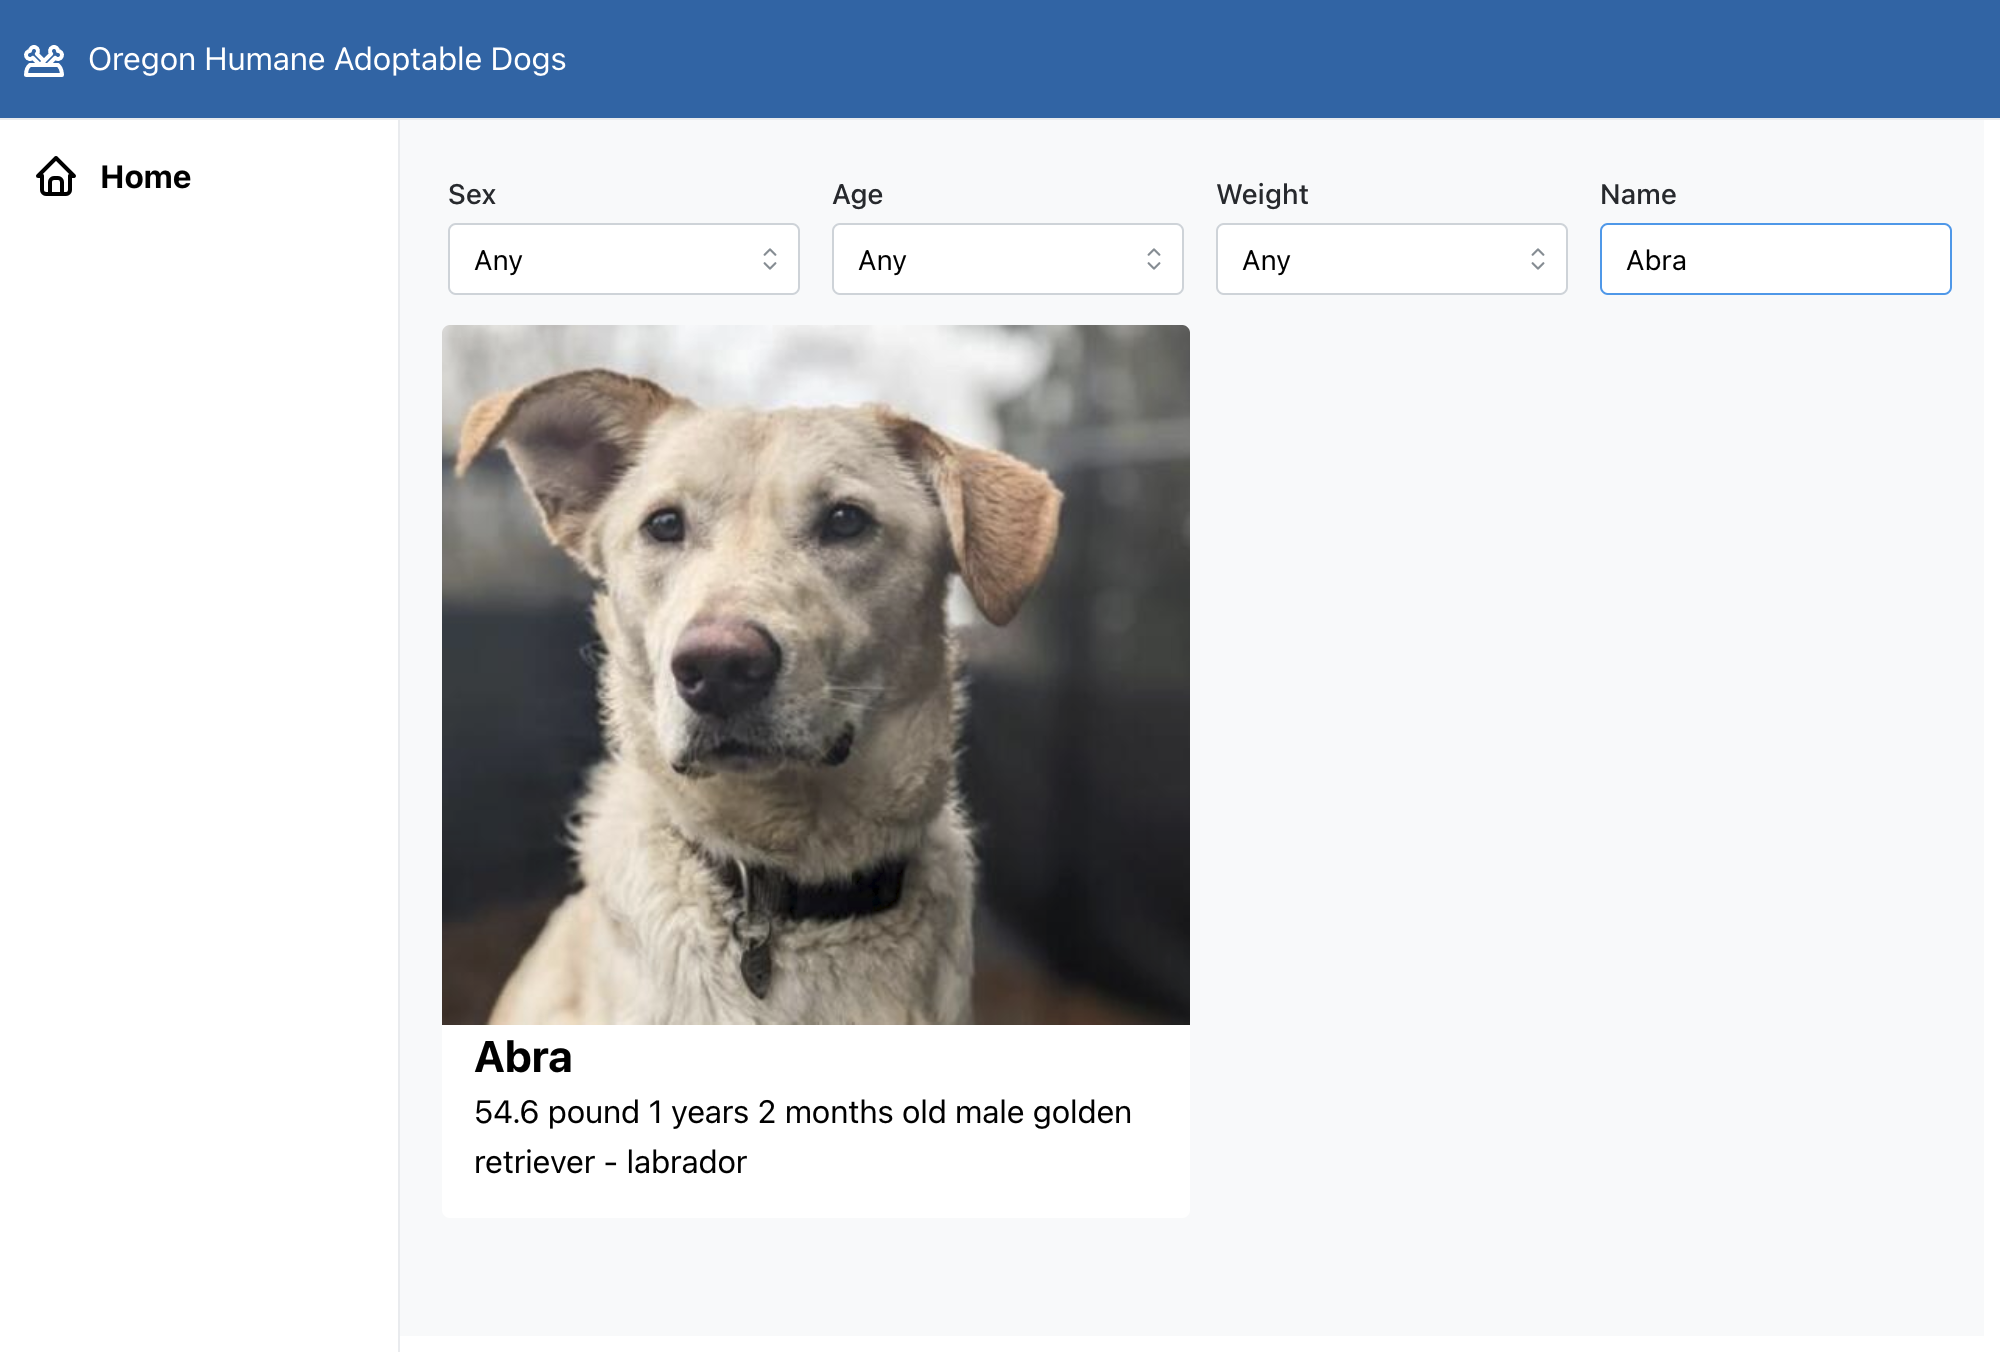 Oregon Humane Adoptable Dogs
Home
Sex
Age
Weight
Name
Any
Any
Any
Abra
Abra
54.6 pound 1 years 2 months old male golden
retriever - labrador